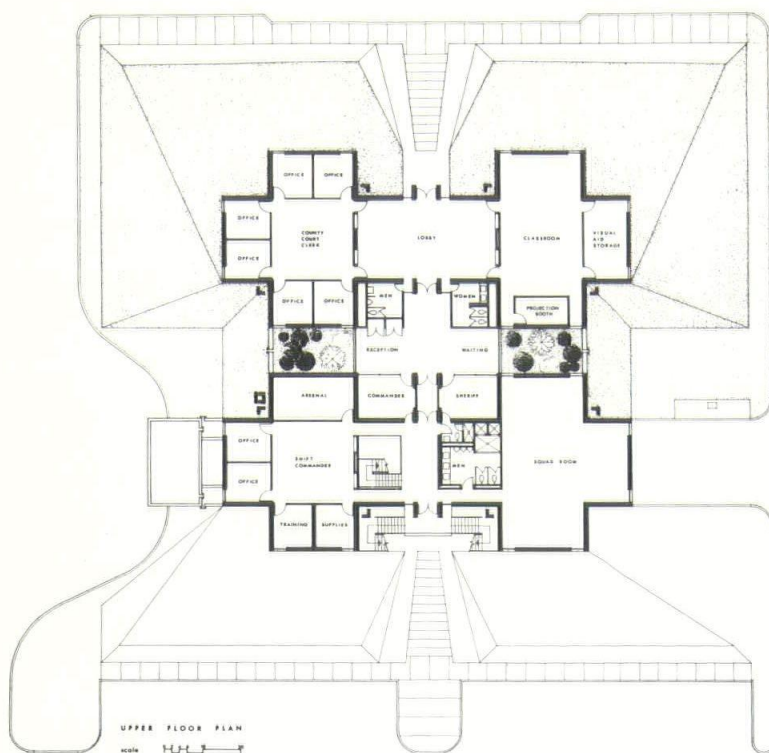 OFFICE
OFFICE
OFFICE
COUNTY
COURT
CLERK
LOBBY
CLASSROOM
VISUAL
AID
STORAGE
OFFICE
OFFICE
OFFICE
MEN
WOMEN
PROJECTION
BOOTH
RECEPTION
WAITING
ARSENAL
COMMANDER
SHERIFF
OFFICE
SHIFT
COMMANDER
MEN
SQUAD ROOM
OFFICE
TRAINING
SUPPLIES
UPPER FLOOR PLAN
scale